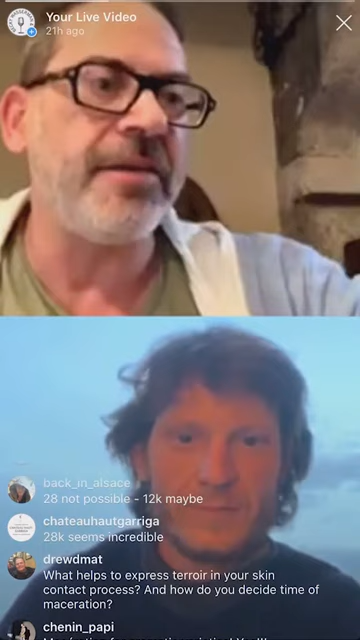 Your Live Video
21h ago
back_in_alsace
28 not possible - 12k maybe
chateauhautgarriga
28k seems incredible
drewdmat
What helps to express terroir in your skin
contact process? And how do you decide time of
maceration?
chenin_papi